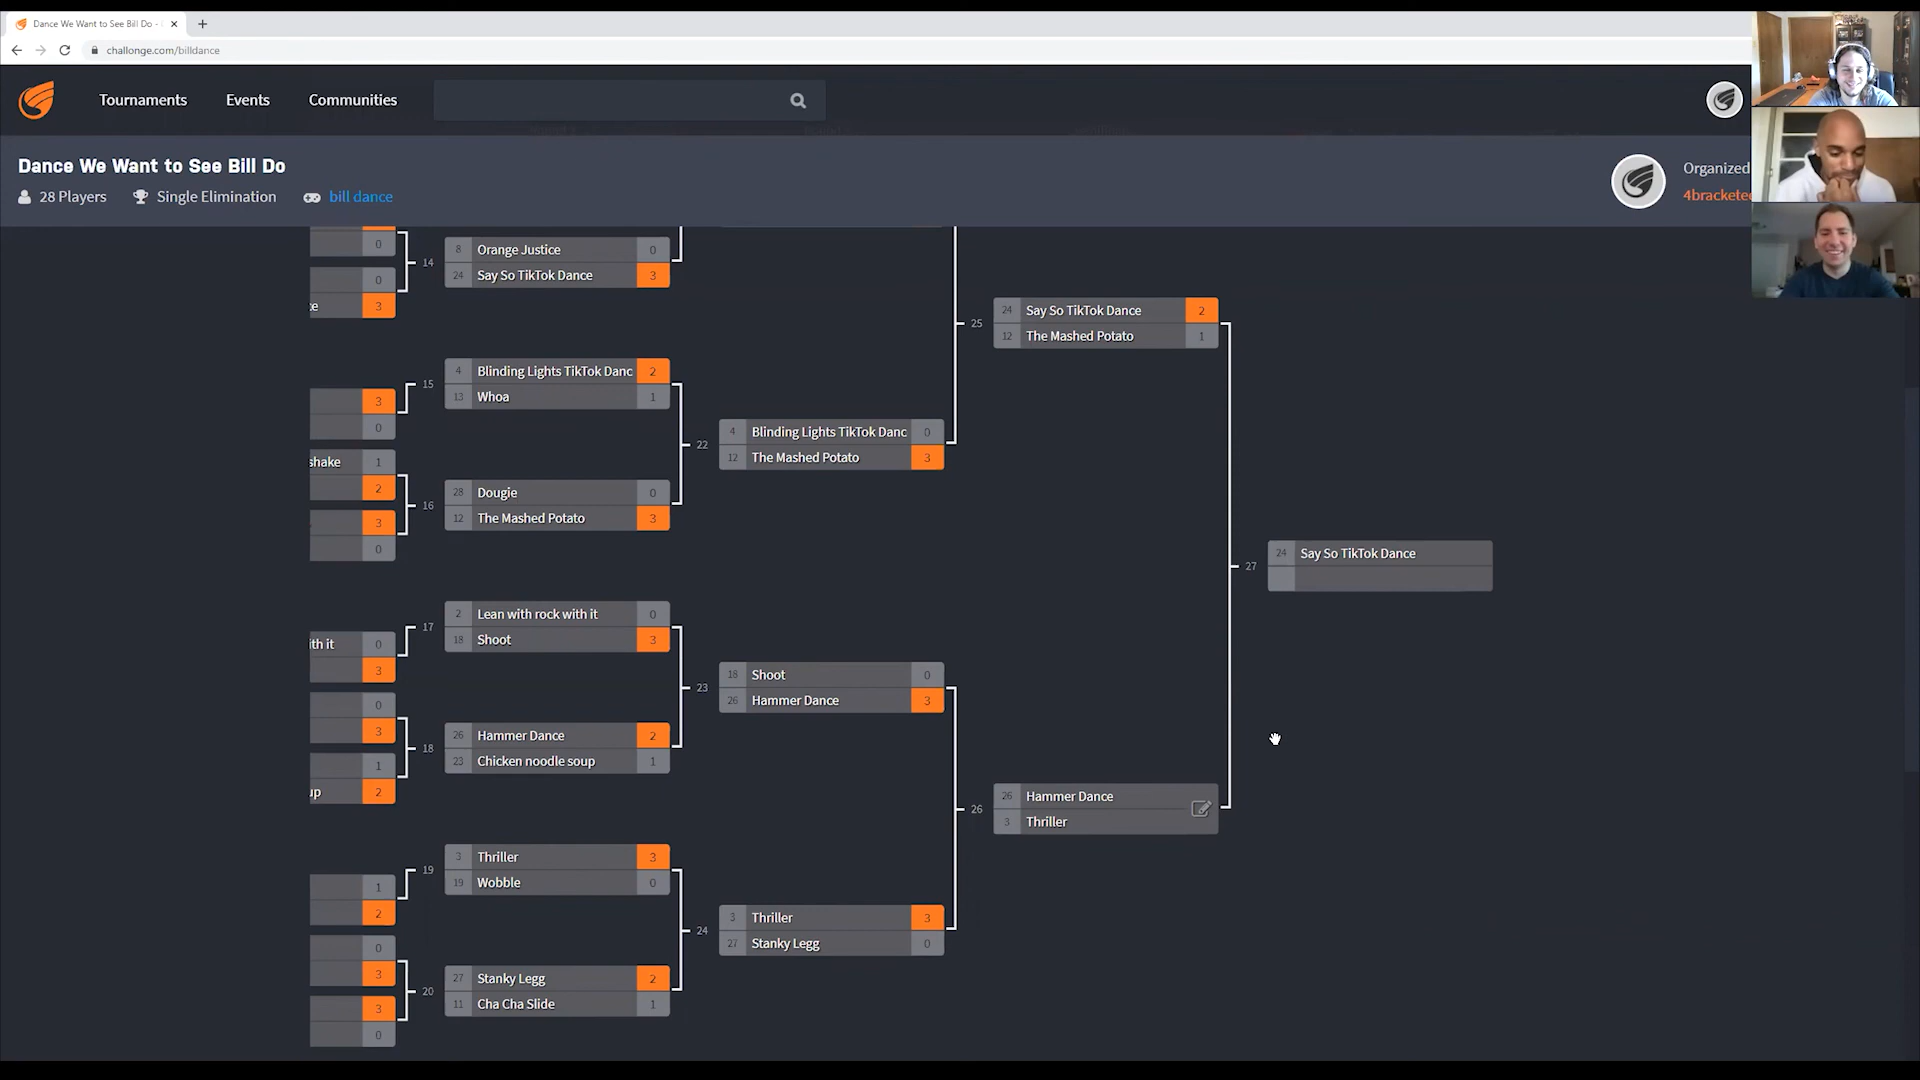 Dance We Want to See Bill Do -
challonge.com/billdance
Tournaments Events Communities
Dance We Want to See Bill Do
28 Players Single Elimination bill dance
Organized
4brackete
0
0
ce 3
14
8 Orange Justice 0
24 Say So TikTok Dance 3
3
0
shake 1
2
3
0
15
4 Blinding Lights TikTok Danc 2
13 Whoa 1
16
28 Dougie 0
12 The Mashed Potato 3
22
4 Blinding Lights TikTok Danc 0
12 The Mashed Potato 3
25
24 Say So TikTok Dance 2
12 The Mashed Potato 1
27
24 Say So TikTok Dance
ith it 0
3
0
3
1
up 2
17
2 Lean with rock with it 0
18 Shoot 3
18
26 Hammer Dance 2
23 Chicken noodle soup 1
23
18 Shoot 0
26 Hammer Dance 3
26
26 Hammer Dance
3 Thriller
1
2
0
3
3
0
19
3 Thriller 3
19 Wobble 0
20
27 Stanky Legg 2
11 Cha Cha Slide 1
24
3 Thriller 3
27 Stanky Legg 0